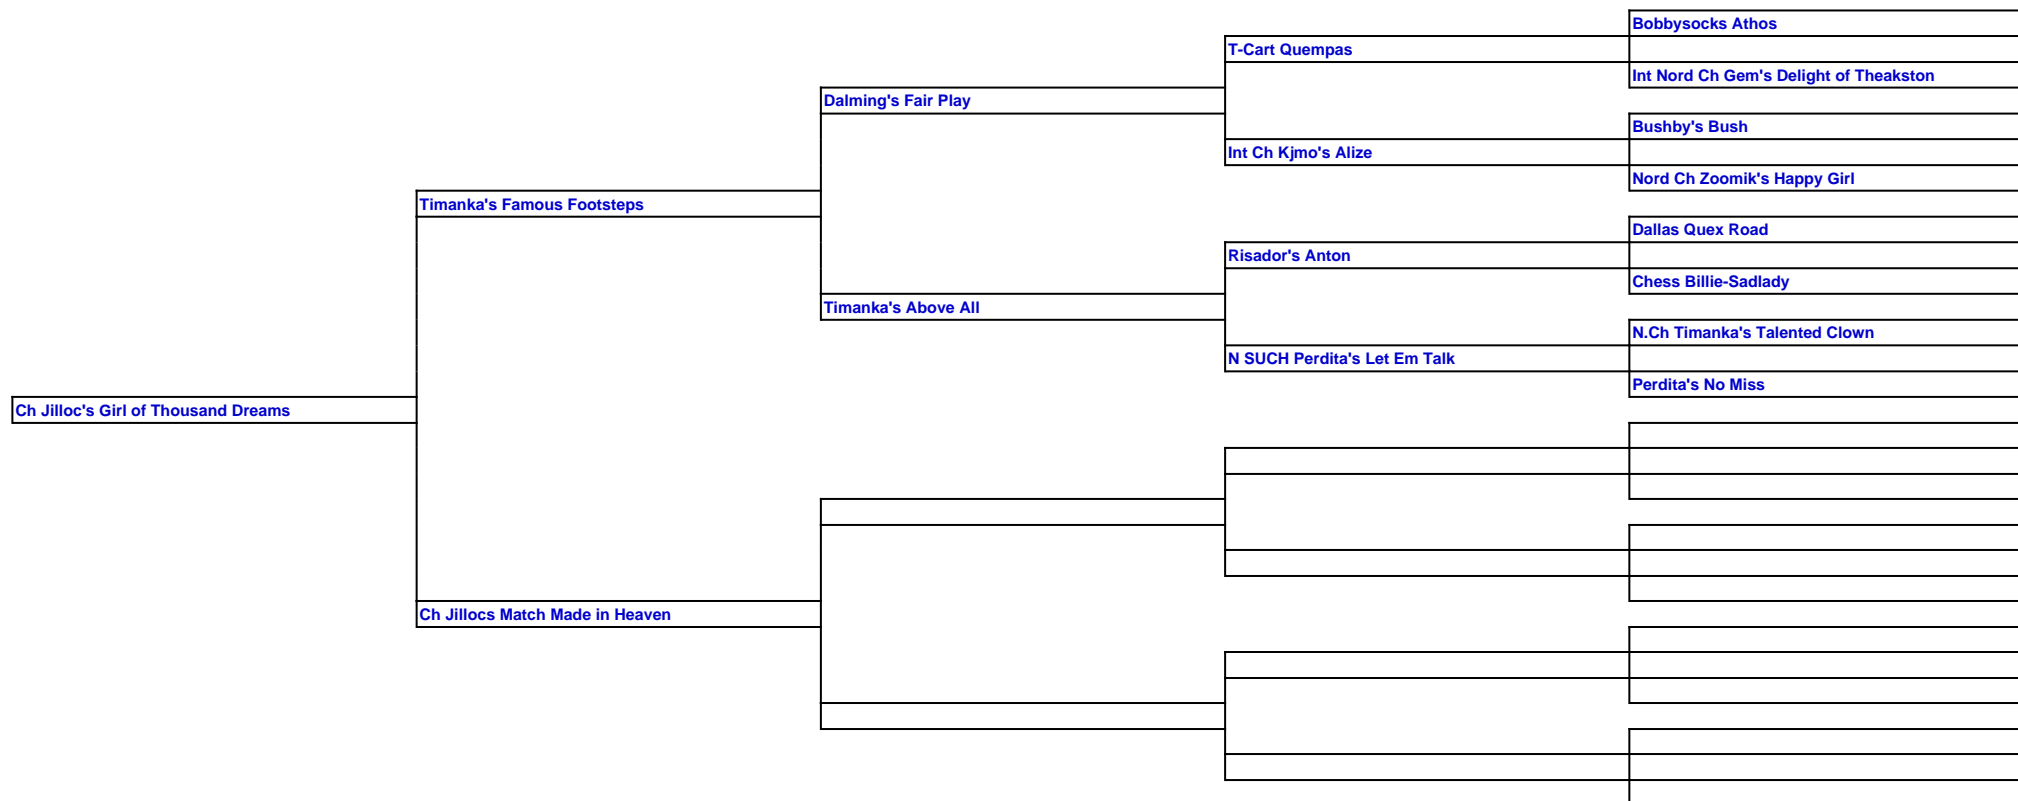 Bobbysocks Athos
T-Cart Quempas
Int Nord Ch Gem's Delight of Theakston
Dalming's Fair Play
Bushby's Bush
Int Ch Kjmo's Alize
Nord Ch Zoomik's Happy Girl
Timanka's Famous Footsteps
Dallas Quex Road
Risador's Anton
Chess Billie-Sadlady
Timanka's Above All
N.Ch Timanka's Talented Clown
N SUCH Perdita's Let Em Talk
Perdita's No Miss
Ch Jilloc's Girl of Thousand Dreams
Ch Jillocs Match Made in Heaven